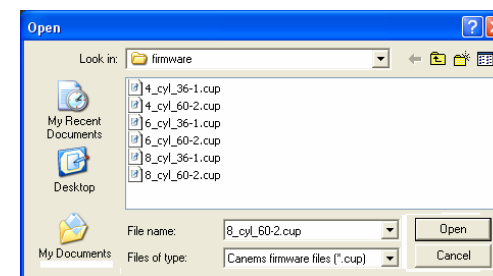 Open
Look in: firmware
4_cyl_36-1.cup
4_cyl_60-2.cup
6_cyl_36-1.cup
6_cyl_60-2.cup
8_cyl_36-1.cup
8_cyl_60-2.cup
My Recent
Documents
Desktop
My Documents
File name: 8_cyl_60-2.cup Open
Files of type: Canems firmware files (*.cup) Cancel